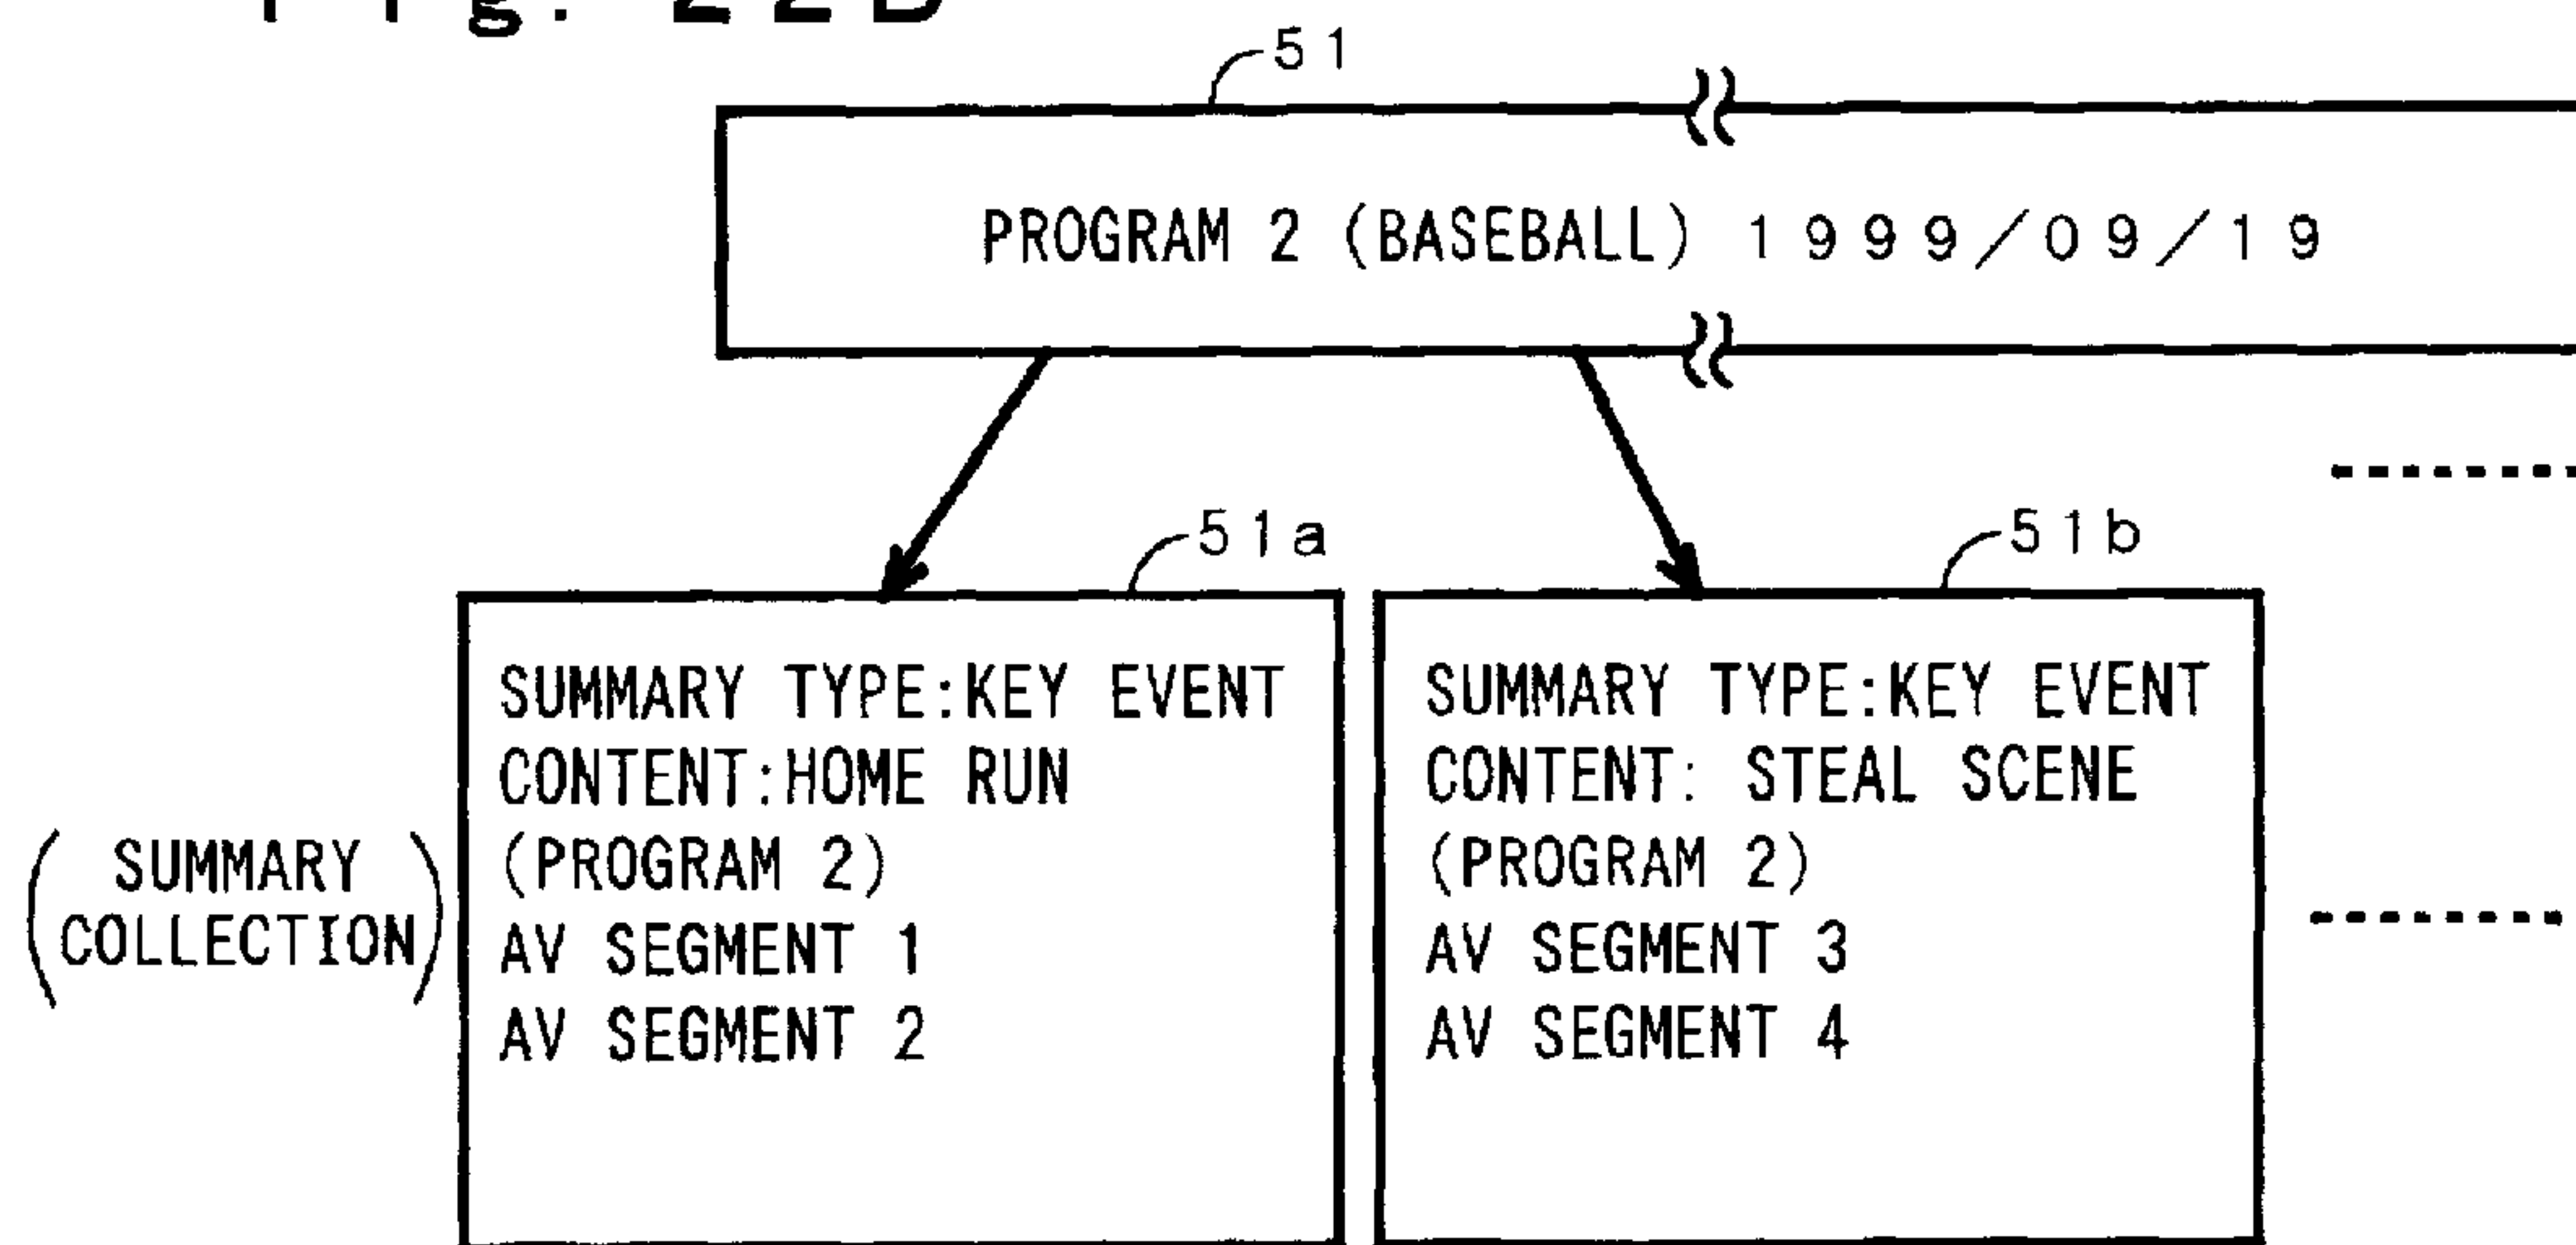 Fig. 22B
51
PROGRAM 2 (BASEBALL) 1999/09/19
51a
51b
SUMMARY TYPE:KEY EVENT
CONTENT:HOME RUN
(PROGRAM 2)
AV SEGMENT 1
AV SEGMENT 2
SUMMARY TYPE:KEY EVENT
CONTENT: STEAL SCENE
(PROGRAM 2)
AV SEGMENT 3
AV SEGMENT 4
(SUMMARY
COLLECTION)